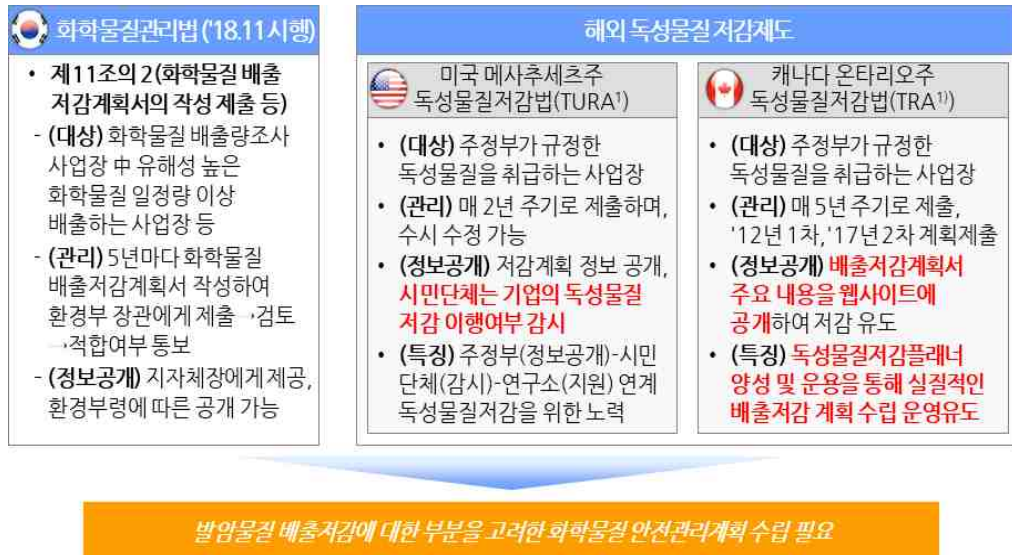 화학물질관리법 ('18.11 시행)
• 제11조의 2(화학물질 배출
저감계획서의 작성 제출 등)
- (대상) 화학물질 배출량조사
사업장 中 유해성 높은
화학물질 일정량 이상
배출하는 사업장 등
- (관리) 5년마다 화학물질
배출저감계획서 작성하여
환경부 장관에게 제출→검토
→적합여부 통보
- (정보공개) 지자체장에게 제공,
환경부령에 따른 공개 가능
해외 독성물질 저감제도
미국 메사추세츠주
독성물질저감법(TURA¹)
• (대상) 주정부가 규정한
독성물질을 취급하는 사업장
• (관리) 매 2년 주기로 제출하며,
수시 수정 가능
• (정보공개) 저감계획 정보 공개,
시민단체는 기업의 독성물질
저감 이행여부 감시
• (특징) 주정부(정보공개)-시민
단체(감시)-연구소(지원) 연계
독성물질저감을 위한 노력
캐나다 온타리오주
독성물질저감법(TRA¹⁾)
• (대상) 주정부가 규정한
독성물질을 취급하는 사업장
• (관리) 매 5년 주기로 제출,
'12년 1차,'17년 2차 계획제출
• (정보공개) 배출저감계획서
주요 내용을 웹사이트에
공개하여 저감 유도
• (특징) 독성물질저감플래너
양성 및 운용을 통해 실질적인
배출저감 계획 수립 운영유도
발암물질 배출저감에 대한 부분을 고려한 화학물질 안전관리계획 수립 필요